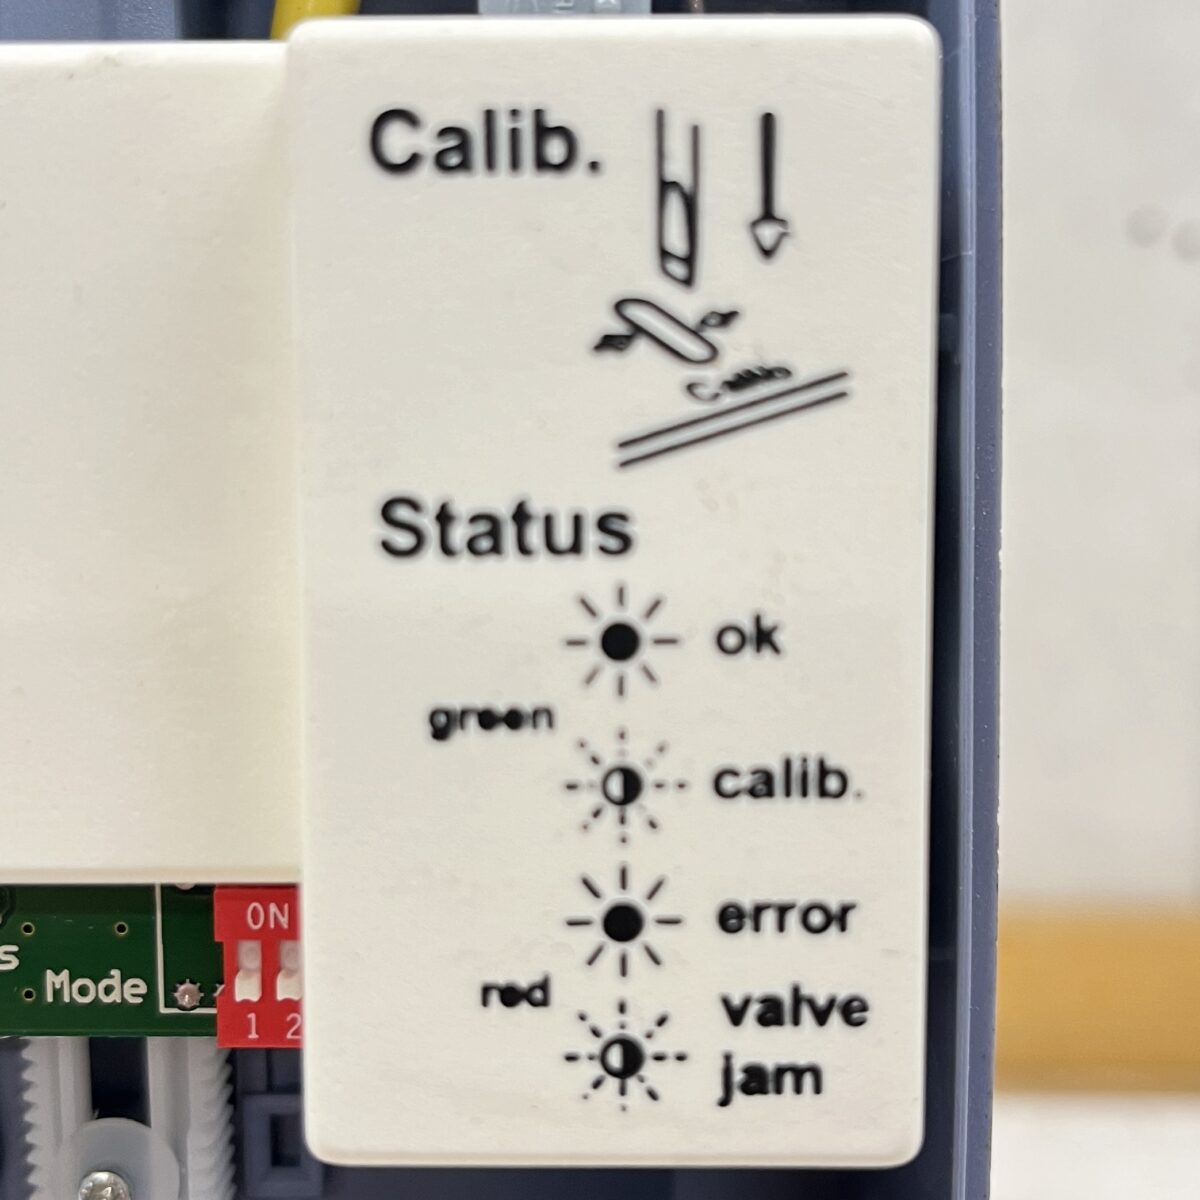 Calib.
Calib
Status
ok
green
calib.
error
red
valve
jam
ON
s
Mode
1 2